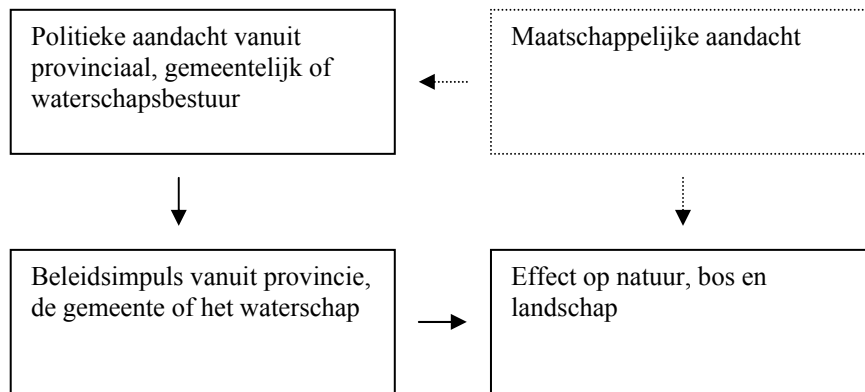 Politieke aandacht vanuit
provinciaal, gemeentelijk of
waterschapsbestuur
Maatschappelijke aandacht
Beleidsimpuls vanuit provincie,
de gemeente of het waterschap
Effect op natuur, bos en
landschap